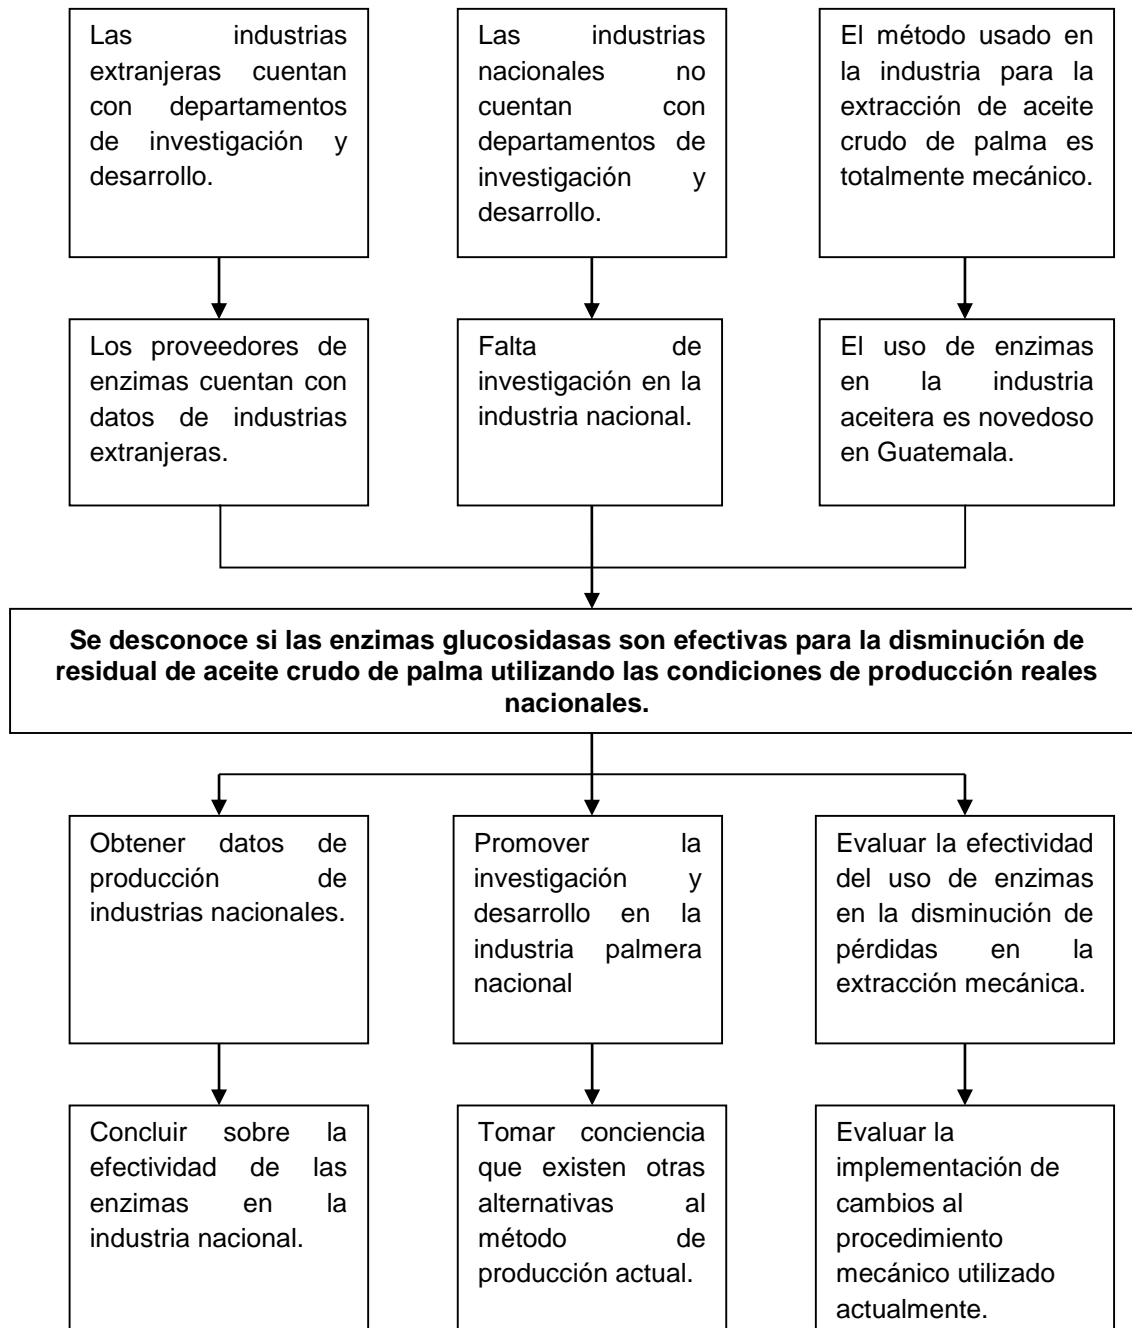 Las industrias
extranjeras cuentan
con departamentos
de investigación y
desarrollo.
Las industrias
nacionales no
cuentan con
departamentos de
investigación y
desarrollo.
El método usado en
la industria para la
extracción de aceite
crudo de palma es
totalmente mecánico.
Los proveedores de
enzimas cuentan con
datos de industrias
extranjeras.
Falta de
investigación en la
industria nacional.
El uso de enzimas
en la industria
aceitera es novedoso
en Guatemala.
Se desconoce si las enzimas glucosidasas son efectivas para la disminución de
residual de aceite crudo de palma utilizando las condiciones de producción reales
nacionales.
Obtener datos de
producción de
industrias nacionales.
Promover la
investigación y
desarrollo en la
industria palmera
nacional
Evaluar la efectividad
del uso de enzimas
en la disminución de
pérdidas en la
extracción mecánica.
Concluir sobre la
efectividad de las
enzimas en la
industria nacional.
Tomar conciencia
que existen otras
alternativas al
método de
producción actual.
Evaluar la
implementación de
cambios al
procedimiento
mecánico utilizado
actualmente.